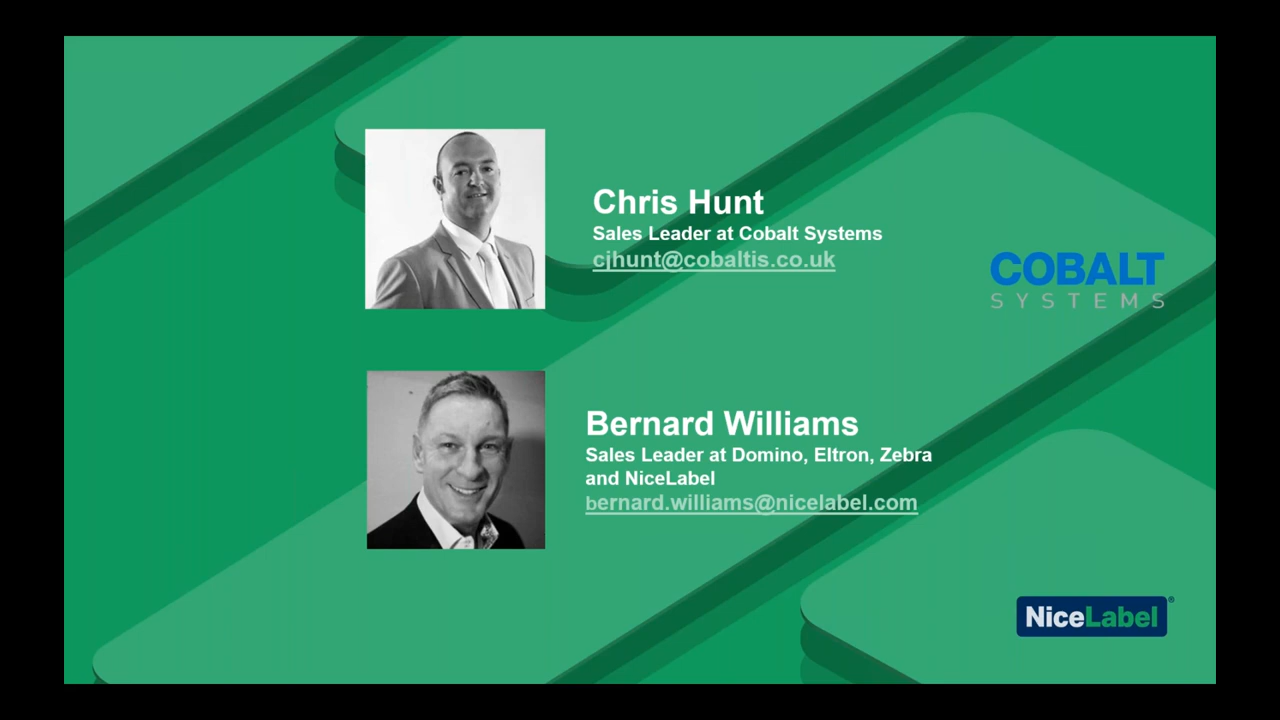 Chris Hunt
Sales Leader at Cobalt Systems
cjhunt@cobaltis.co.uk
COBALT
SYSTEMS
Bernard Williams
Sales Leader at Domino, Eltron, Zebra
and NiceLabel
bernard.williams@nicelabel.com
NiceLabel®